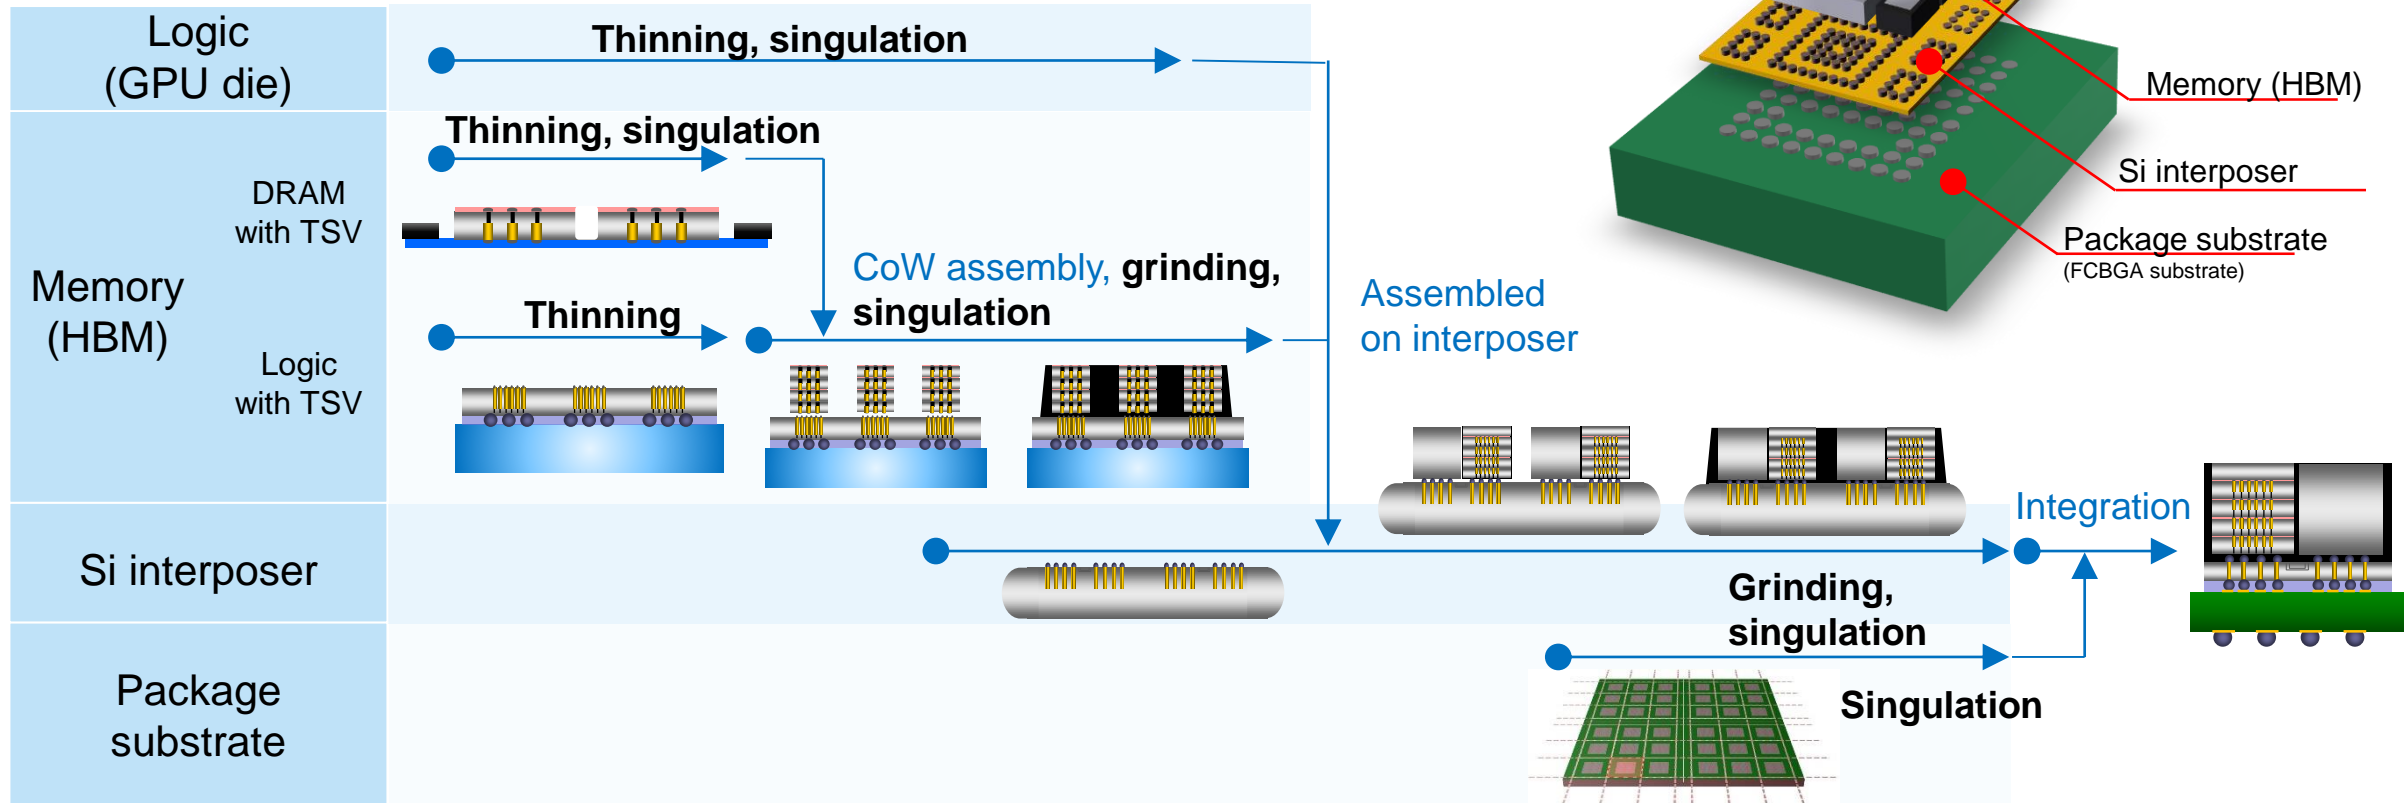 Logic
(GPU die)
Thinning, singulation
Memory (HBM)
Si interposer
Package substrate
(FCBGA substrate)
Memory
(HBM)
DRAM
with TSV
Thinning, singulation
Logic
with TSV
Thinning
CoW assembly, grinding,
singulation
Assembled
on interposer
Si interposer
Grinding,
singulation
Integration
Package
substrate
Singulation